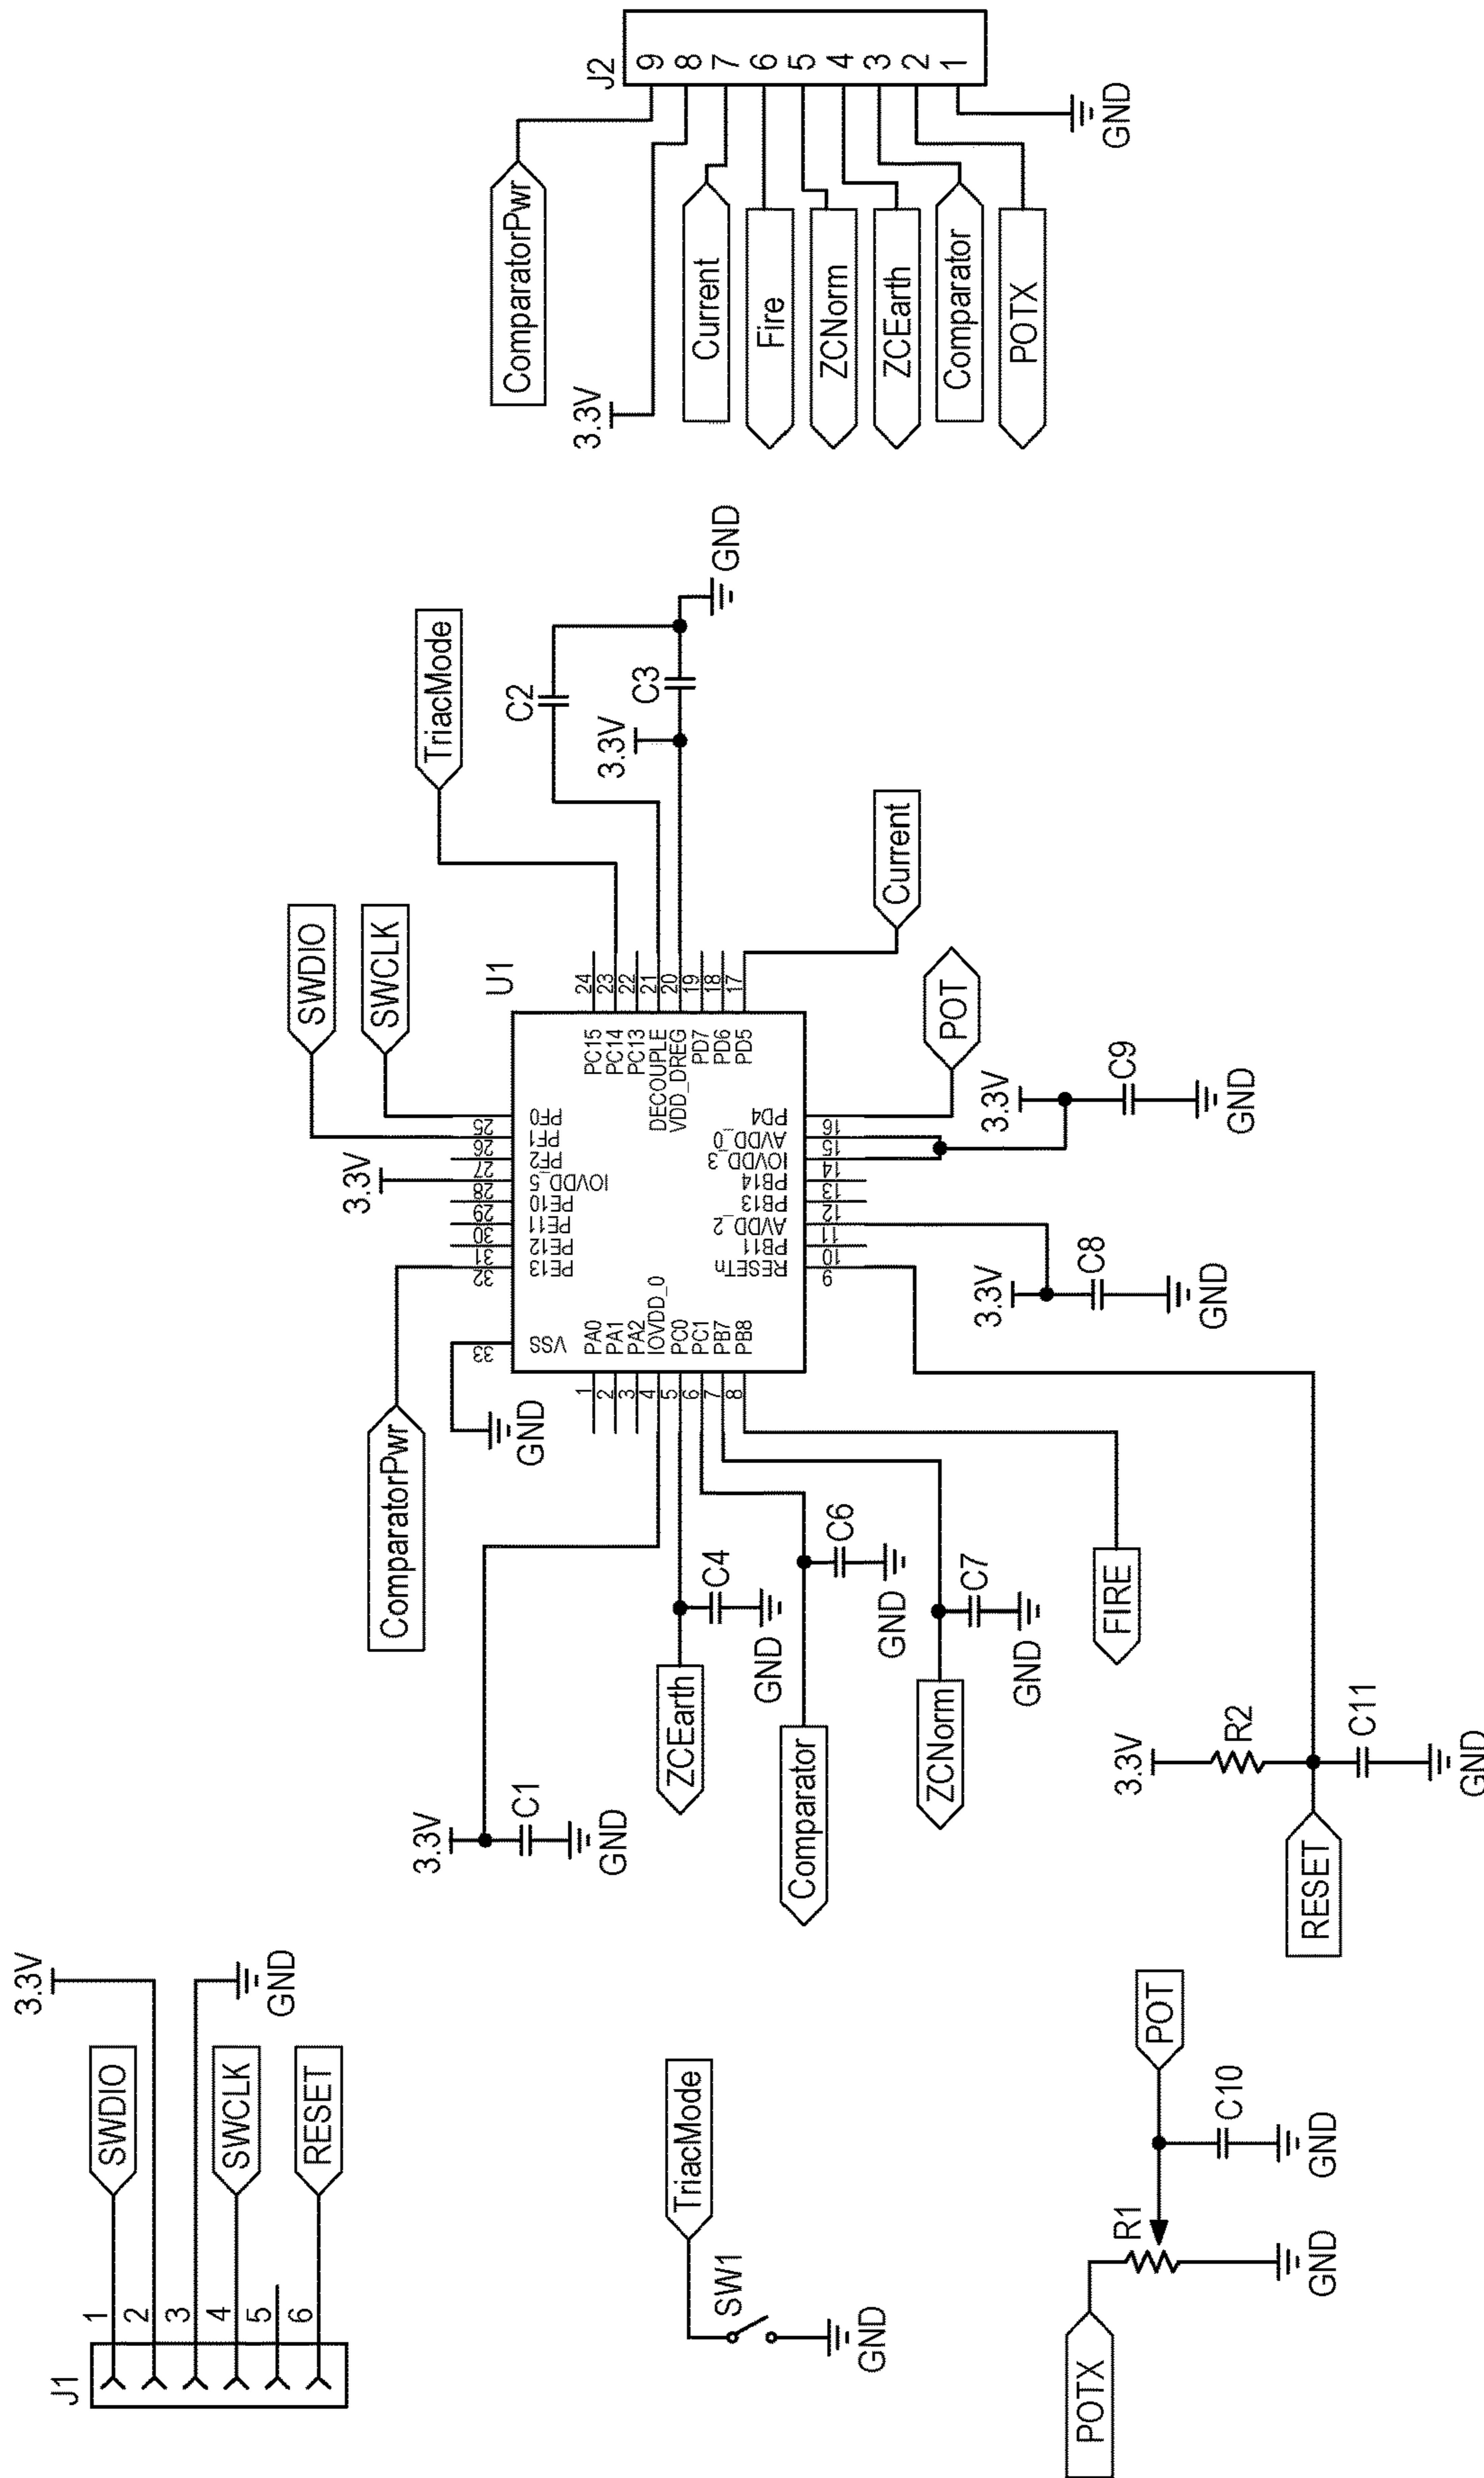 J1
1
2
3
4
5
6
SWDIO
3.3V
GND
SWCLK
RESET
TriacMode
SW1
GND
POTX
R1
GND
POT
C10
GND
3.3V
C1
GND
ZCEarth
C4
GND
Comparator
C6
GND
ZCNorm
C7
GND
FIRE
3.3V
R2
RESET
C11
GND
ComparatorPwr
GND
SWDIO
SWCLK
3.3V
U1
33
32
31
30
29
28
27
26
25
VSS
PE13
PE12
PE11
PE10
IOVDD_5
PF2
PF1
PF0
1
2
3
4
5
6
7
8
PA0
PA1
PA2
IOVDD_0
PC0
PC1
PB7
PB8
PC15
PC14
PC13
DECOUPLE
VDD_DREG
PD7
PD6
PD5
24
23
22
21
20
19
18
17
RESETn
PB11
AVDD_2
PB13
PB14
IOVDD_3
AVDD_0
PD4
9
10
11
12
13
14
15
16
3.3V
C8
GND
3.3V
C9
GND
POT
Current
TriacMode
C2
3.3V
C3
GND
J2
9
8
7
6
5
4
3
2
1
ComparatorPwr
3.3V
Current
Fire
ZCNorm
ZCEarth
Comparator
POTX
GND